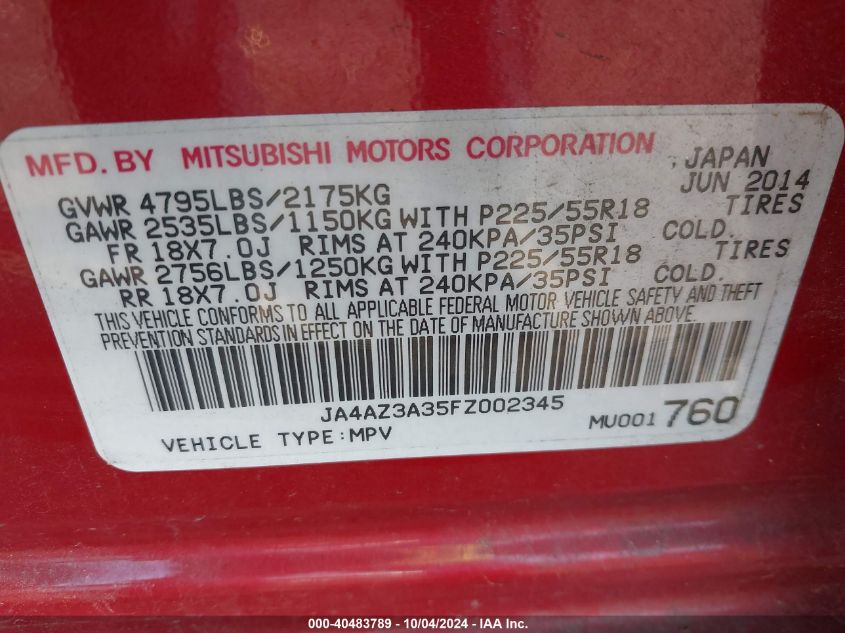 MFD. BY MITSUBISHI MOTORS CORPORATION , JAPAN
GVWR 4795LBS/2175KG JUN 2014
GAWR 2535LBS/1150KG WITH P225/55R18 TIRES
FR 18X7.0J RIMS AT 240KPA/35PSI COLD.
GAWR 2756LBS/1250KG WITH P225/55R18 TIRES
RR 18X7.0J RIMS AT 240KPA/35PSI COLD.
THIS VEHICLE CONFORMS TO ALL APPLICABLE FEDERAL MOTOR VEHICLE SAFETY AND THEFT
PREVENTION STANDARDS IN EFFECT ON THE DATE OF MANUFACTURE SHOWN ABOVE.
JA4AZ3A35FZ002345
VEHICLE TYPE:MPV MU001760
000-40483789 - 10/04/2024 - IAA Inc.